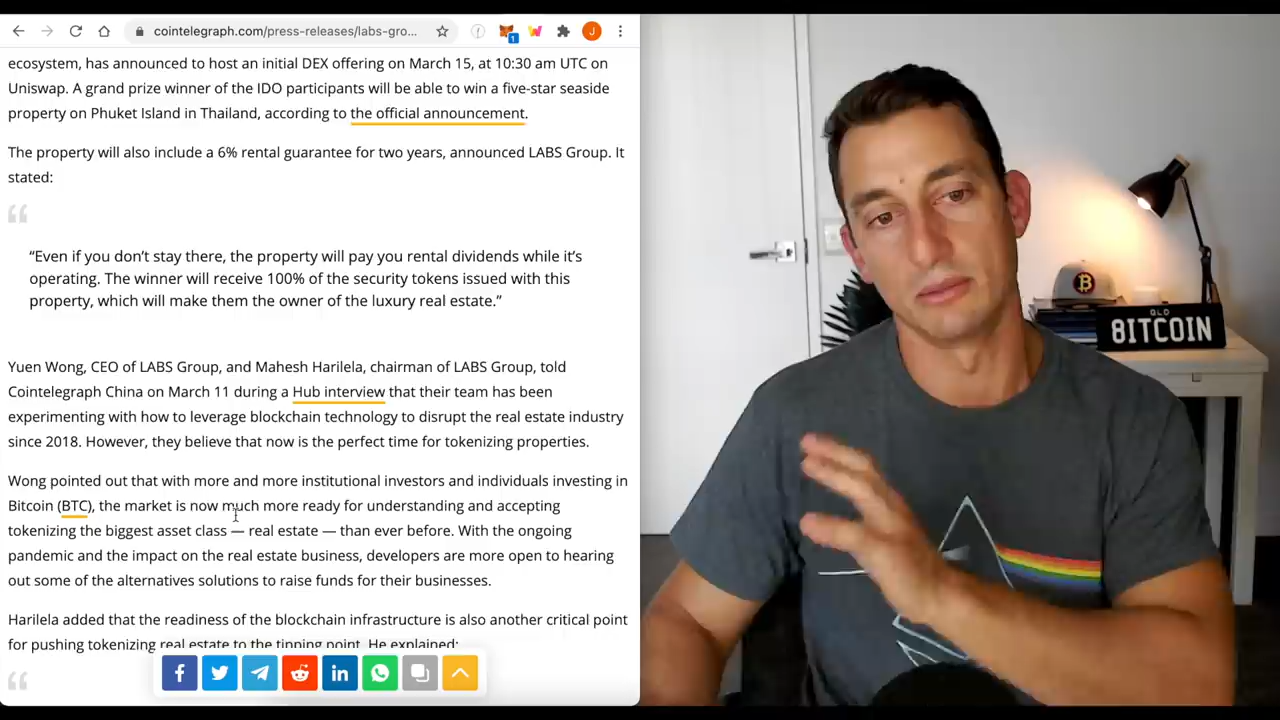 cointelegraph.com/press-releases/labs-gro...
1
J
ecosystem, has announced to host an initial DEX offering on March 15, at 10:30 am UTC on
Uniswap. A grand prize winner of the IDO participants will be able to win a five-star seaside
property on Phuket Island in Thailand, according to the official announcement.
The property will also include a 6% rental guarantee for two years, announced LABS Group. It
stated:
“Even if you don’t stay there, the property will pay you rental dividends while it’s
operating. The winner will receive 100% of the security tokens issued with this
property, which will make them the owner of the luxury real estate.”
Yuen Wong, CEO of LABS Group, and Mahesh Harilela, chairman of LABS Group, told
Cointelegraph China on March 11 during a Hub interview that their team has been
experimenting with how to leverage blockchain technology to disrupt the real estate industry
since 2018. However, they believe that now is the perfect time for tokenizing properties.
Wong pointed out that with more and more institutional investors and individuals investing in
Bitcoin (BTC), the market is now much more ready for understanding and accepting
tokenizing the biggest asset class — real estate — than ever before. With the ongoing
pandemic and the impact on the real estate business, developers are more open to hearing
out some of the alternatives solutions to raise funds for their businesses.
Harilela added that the readiness of the blockchain infrastructure is also another critical point
for pushing tokenizing real estate to the tipping point. He explained:
QLD
BITCOIN